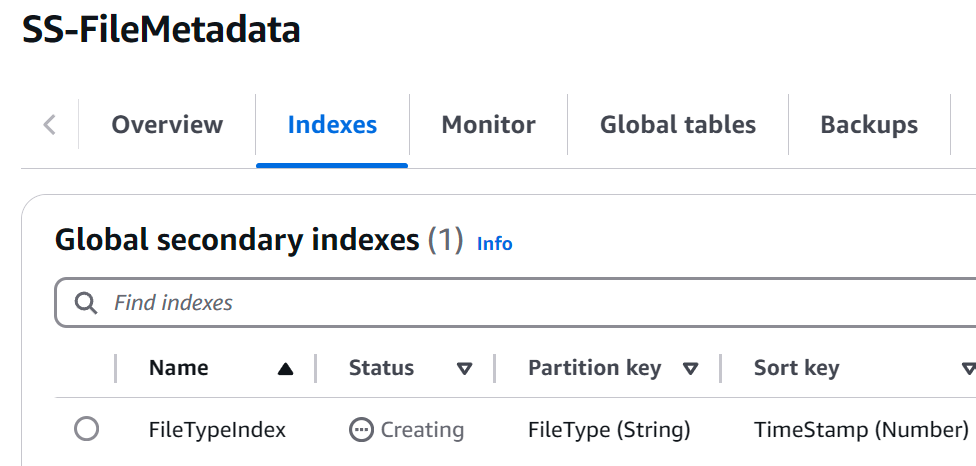 SS-FileMetadata
Overview Indexes Monitor Global tables Backups
Global secondary indexes (1) Info
Find indexes
Name Status Partition key Sort key
FileTypeIndex Creating FileType (String) TimeStamp (Number)